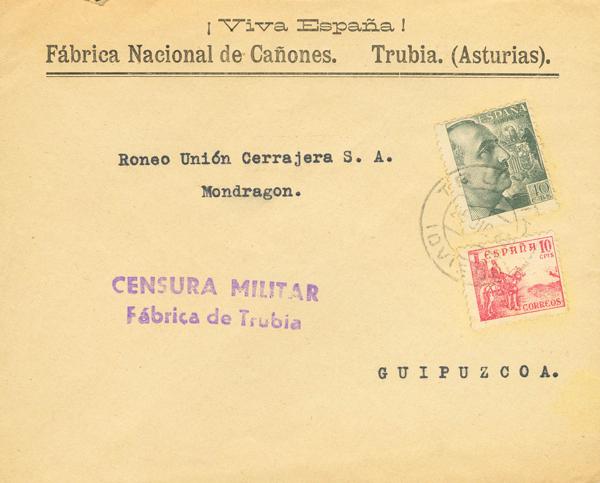 ¡Viva España!
Fábrica Nacional de Cañones. Trubia. (Asturias).
ESPAÑA
40
CTS
Roneo Unión Cerrajera S. A.
Mondragon.
ESPAÑA 10
CTS
CORREOS
CENSURA MILITAR
Fábrica de Trubia
GUIPUZCOA.